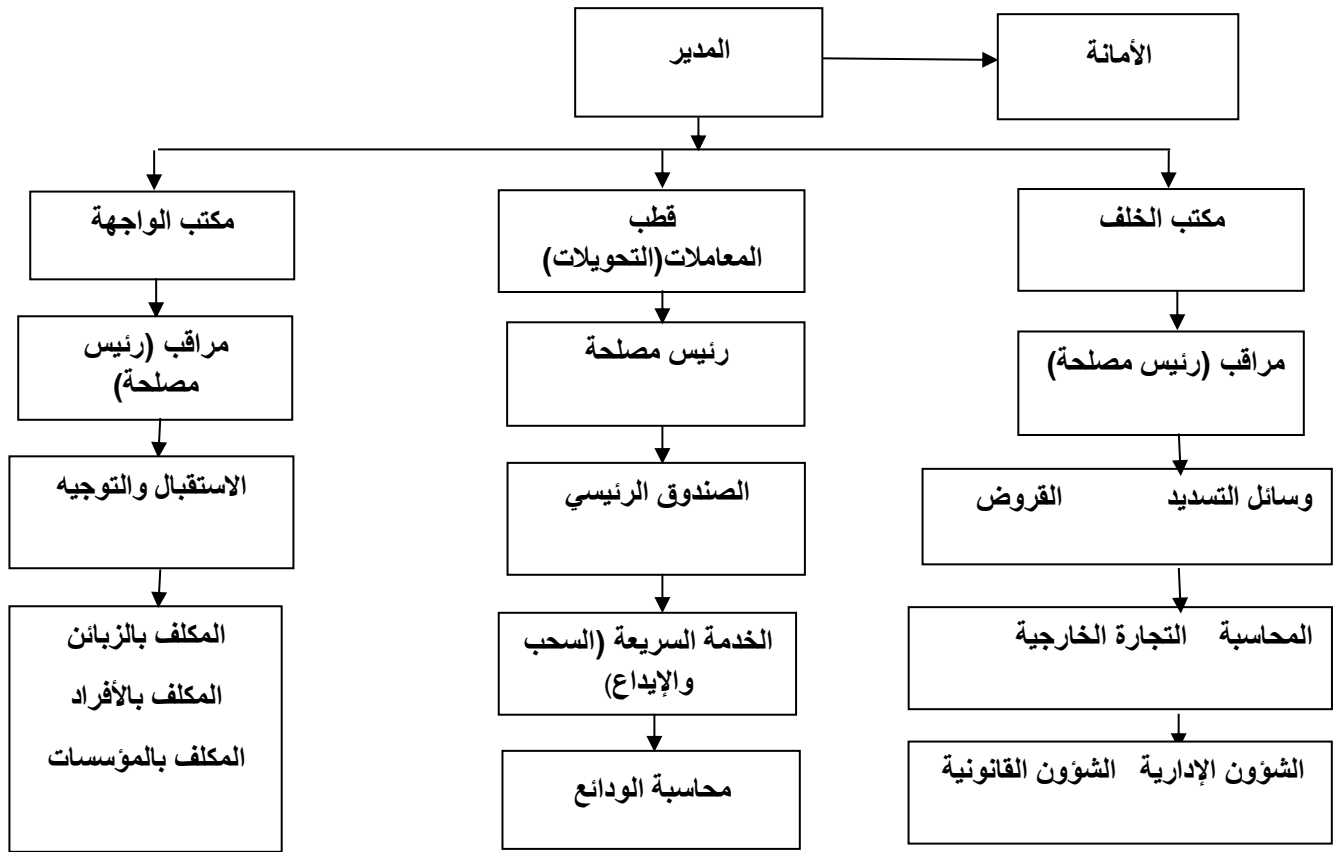 المدير
الأمانة
مكتب الخلف
قطب
المعاملات(التحويلات)
مكتب الواجهة
مراقب (رئيس مصلحة)
رئيس مصلحة
مراقب (رئيس
مصلحة)
وسائل التسديد القروض
الصندوق الرئيسي
الاستقبال والتوجيه
المحاسبة التجارة الخارجية
الخدمة السريعة (السحب
والإيداع)
المكلف بالزبائن
المكلف بالأفراد
المكلف بالمؤسسات
الشؤون الإدارية الشؤون القانونية
محاسبة الودائع